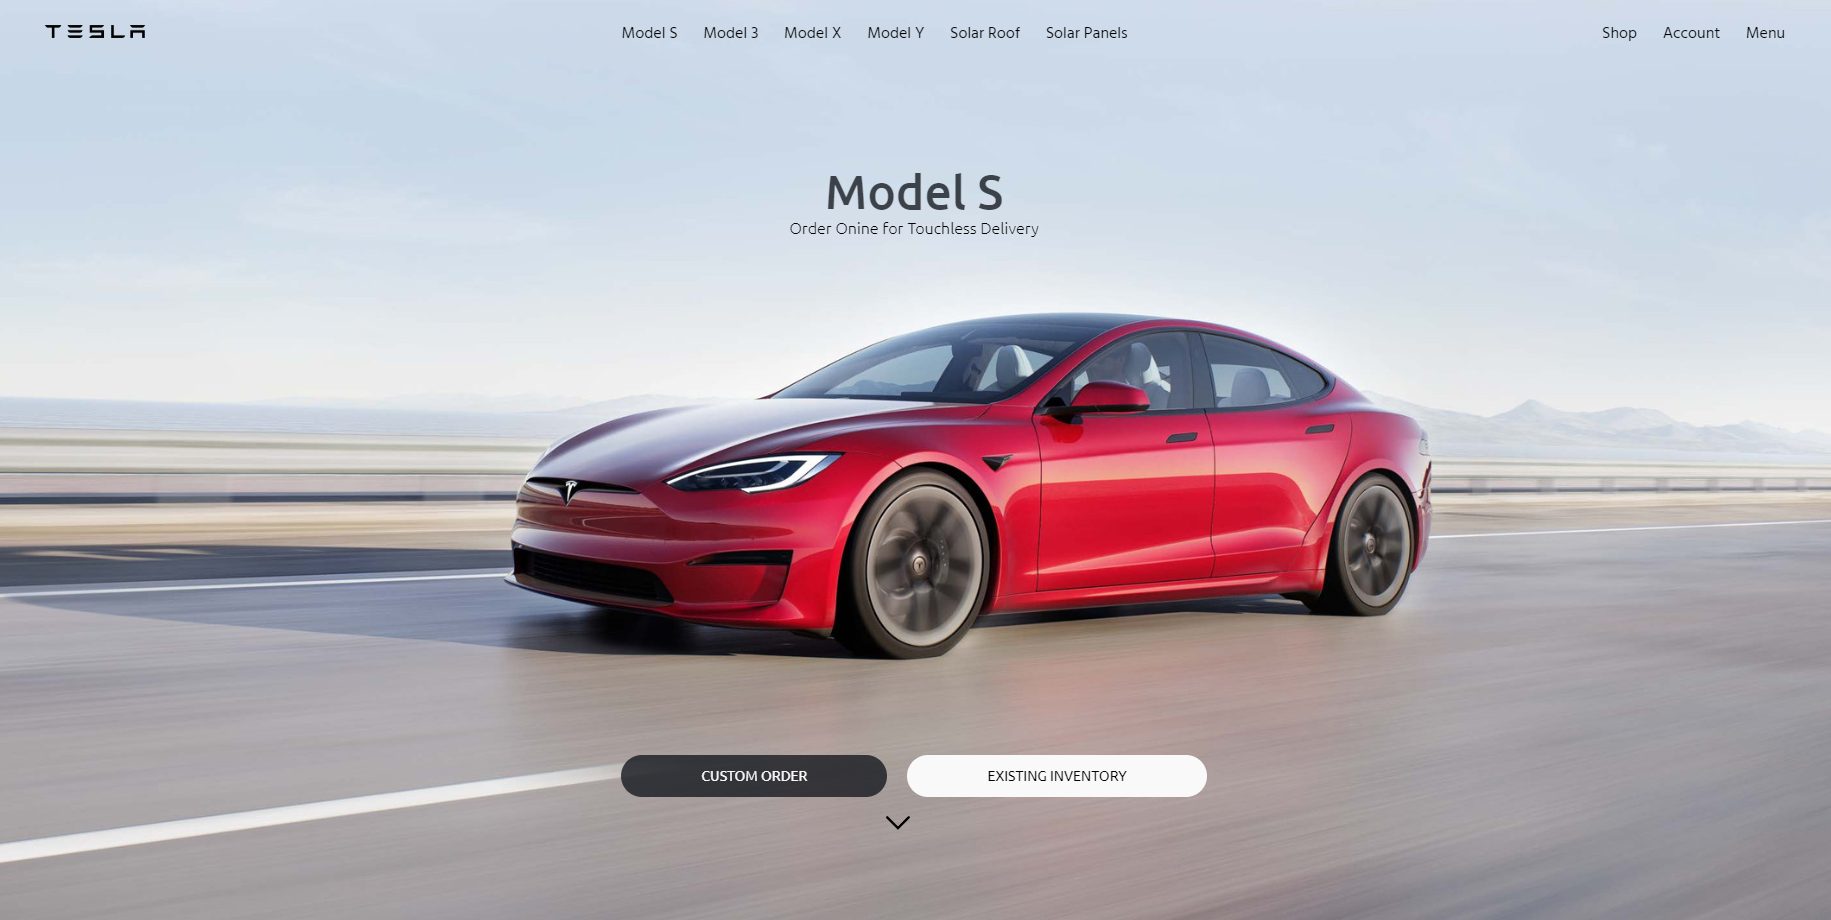 TESLA Model S Model 3 Model X Model Y Solar Roof Solar Panels Shop Account Menu
Model S
Order Onine for Touchless Delivery
CUSTOM ORDER EXISTING INVENTORY